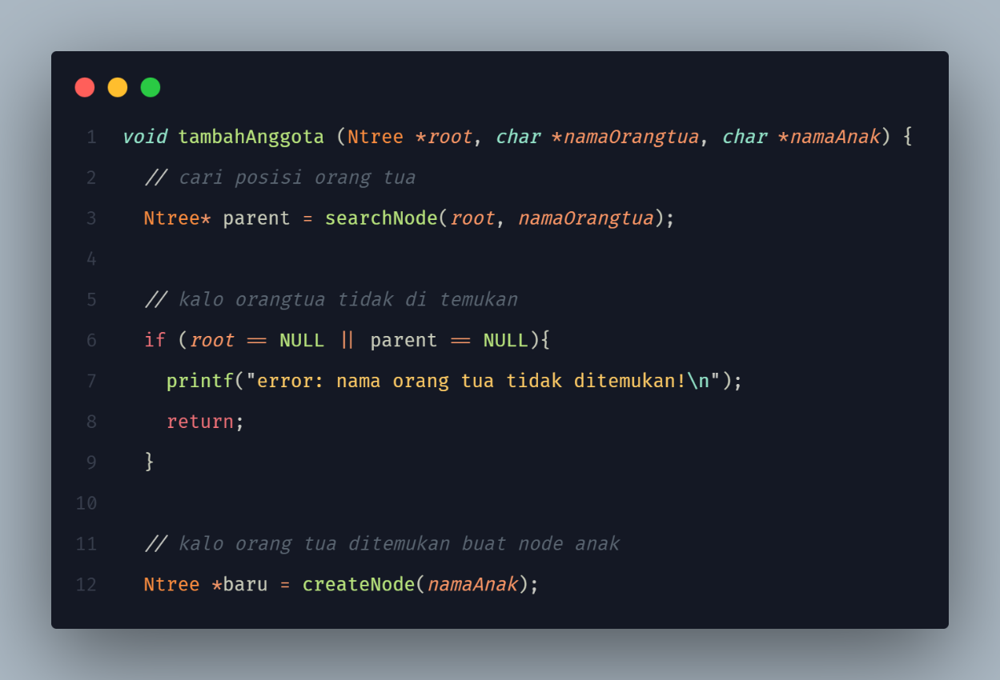 1 void tambahAnggota (Ntree *root, char *namaOrangtua, char *namaAnak) {
2   // cari posisi orang tua
3   Ntree* parent = searchNode(root, namaOrangtua);
4
5   // kalo orangtua tidak di temukan
6   if (root == NULL || parent == NULL){
7     printf("error: nama orang tua tidak ditemukan!\n");
8     return;
9   }
10
11   // kalo orang tua ditemukan buat node anak
12   Ntree *baru = createNode(namaAnak);